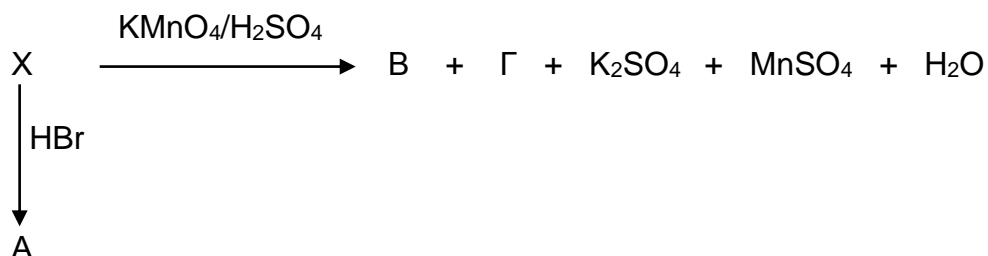 KMnO₄/H₂SO₄
X B + Γ + K₂SO₄ + MnSO₄ + H₂O
HBr
A